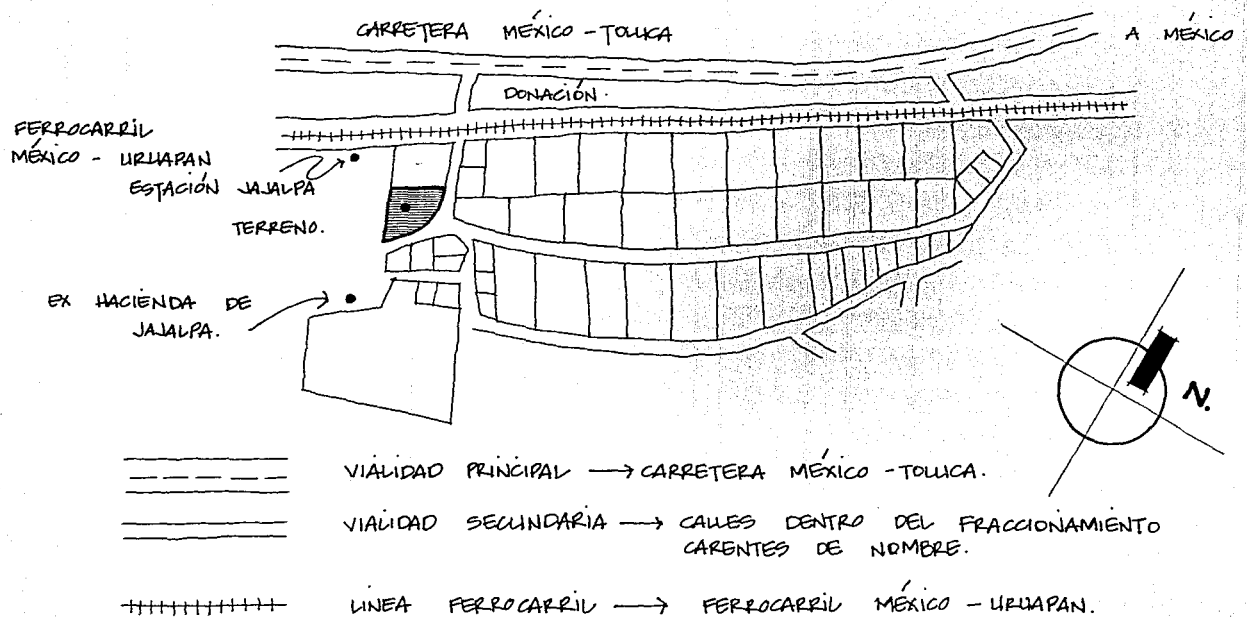 CARRETERA MÉXICO - TOLUCA
A MÉXICO
DONACIÓN.
FERROCARRIL
MÉXICO - URUAPAN
ESTACIÓN JAJALPA
TERRENO.
EX HACIENDA DE
JAJALPA.
N.
VIALIDAD PRINCIPAL → CARRETERA MÉXICO - TOLUCA.
VIALIDAD SECUNDARIA → CALLES DENTRO DEL FRACCIONAMIENTO
CARENTES DE NOMBRE.
LINEA FERROCARRIL → FERROCARRIL MÉXICO - URUAPAN.